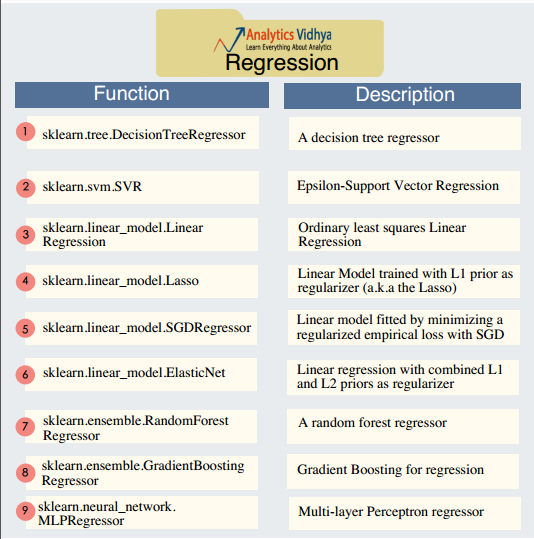 Analytics Vidhya
Learn Everything About Analytics
Regression
Function
Description
1
sklearn.tree.DecisionTreeRegressor
A decision tree regressor
2
sklearn.svm.SVR
Epsilon-Support Vector Regression
3
sklearn.linear_model.Linear
Regression
Ordinary least squares Linear
Regression
4
sklearn.linear_model.Lasso
Linear Model trained with L1 prior as
regularizer (a.k.a the Lasso)
5
sklearn.linear_model.SGDRegressor
Linear model fitted by minimizing a
regularized empirical loss with SGD
6
sklearn.linear_model.ElasticNet
Linear regression with combined L1
and L2 priors as regularizer
7
sklearn.ensemble.RandomForest
Regressor
A random forest regressor
8
sklearn.ensemble.GradientBoosting
Regressor
Gradient Boosting for regression
9
sklearn.neural_network.
MLPRegressor
Multi-layer Perceptron regressor